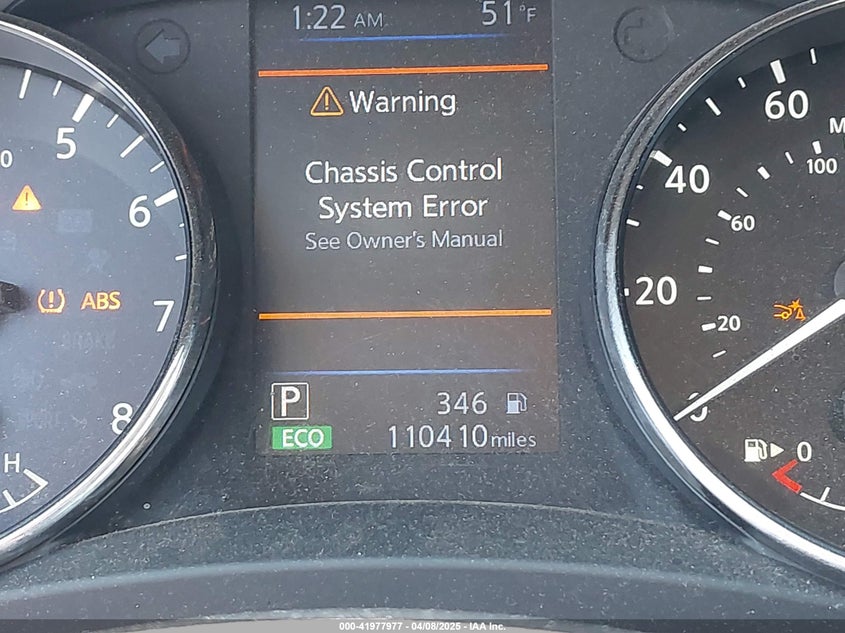 1:22 AM 51°F
Warning
Chassis Control
System Error
See Owner's Manual
P
346
ECO
110410 miles
5
6
7
8
H
ABS
0
20
40
60
20
60
100
0
000-41977977 - 04/08/2025 - IAA Inc.